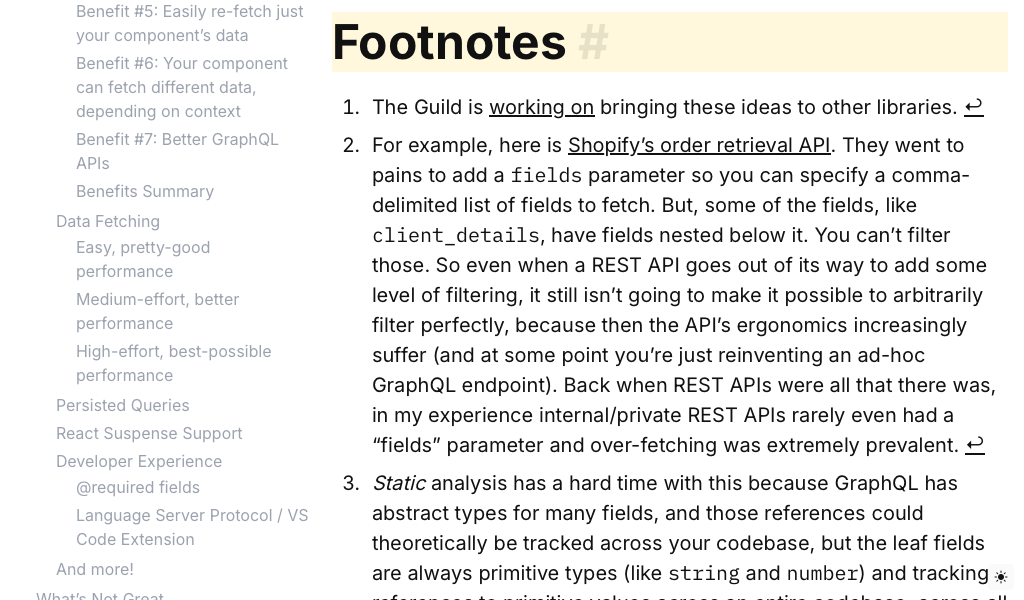 Benefit #5: Easily re-fetch just
your component’s data
Benefit #6: Your component
can fetch different data,
depending on context
Benefit #7: Better GraphQL
APIs
Benefits Summary
Data Fetching
Easy, pretty-good
performance
Medium-effort, better
performance
High-effort, best-possible
performance
Persisted Queries
React Suspense Support
Developer Experience
@required fields
Language Server Protocol / VS
Code Extension
And more!
What’s Not Great
Footnotes #
1. The Guild is working on bringing these ideas to other libraries. ↩
2. For example, here is Shopify’s order retrieval API. They went to
pains to add a fields parameter so you can specify a comma-
delimited list of fields to fetch. But, some of the fields, like
client_details, have fields nested below it. You can’t filter
those. So even when a REST API goes out of its way to add some
level of filtering, it still isn’t going to make it possible to arbitrarily
filter perfectly, because then the API’s ergonomics increasingly
suffer (and at some point you’re just reinventing an ad-hoc
GraphQL endpoint). Back when REST APIs were all that there was,
in my experience internal/private REST APIs rarely even had a
“fields” parameter and over-fetching was extremely prevalent. ↩
3. Static analysis has a hard time with this because GraphQL has
abstract types for many fields, and those references could
theoretically be tracked across your codebase, but the leaf fields
are always primitive types (like string and number) and tracking
references to primitive values across an entire codebase, across all